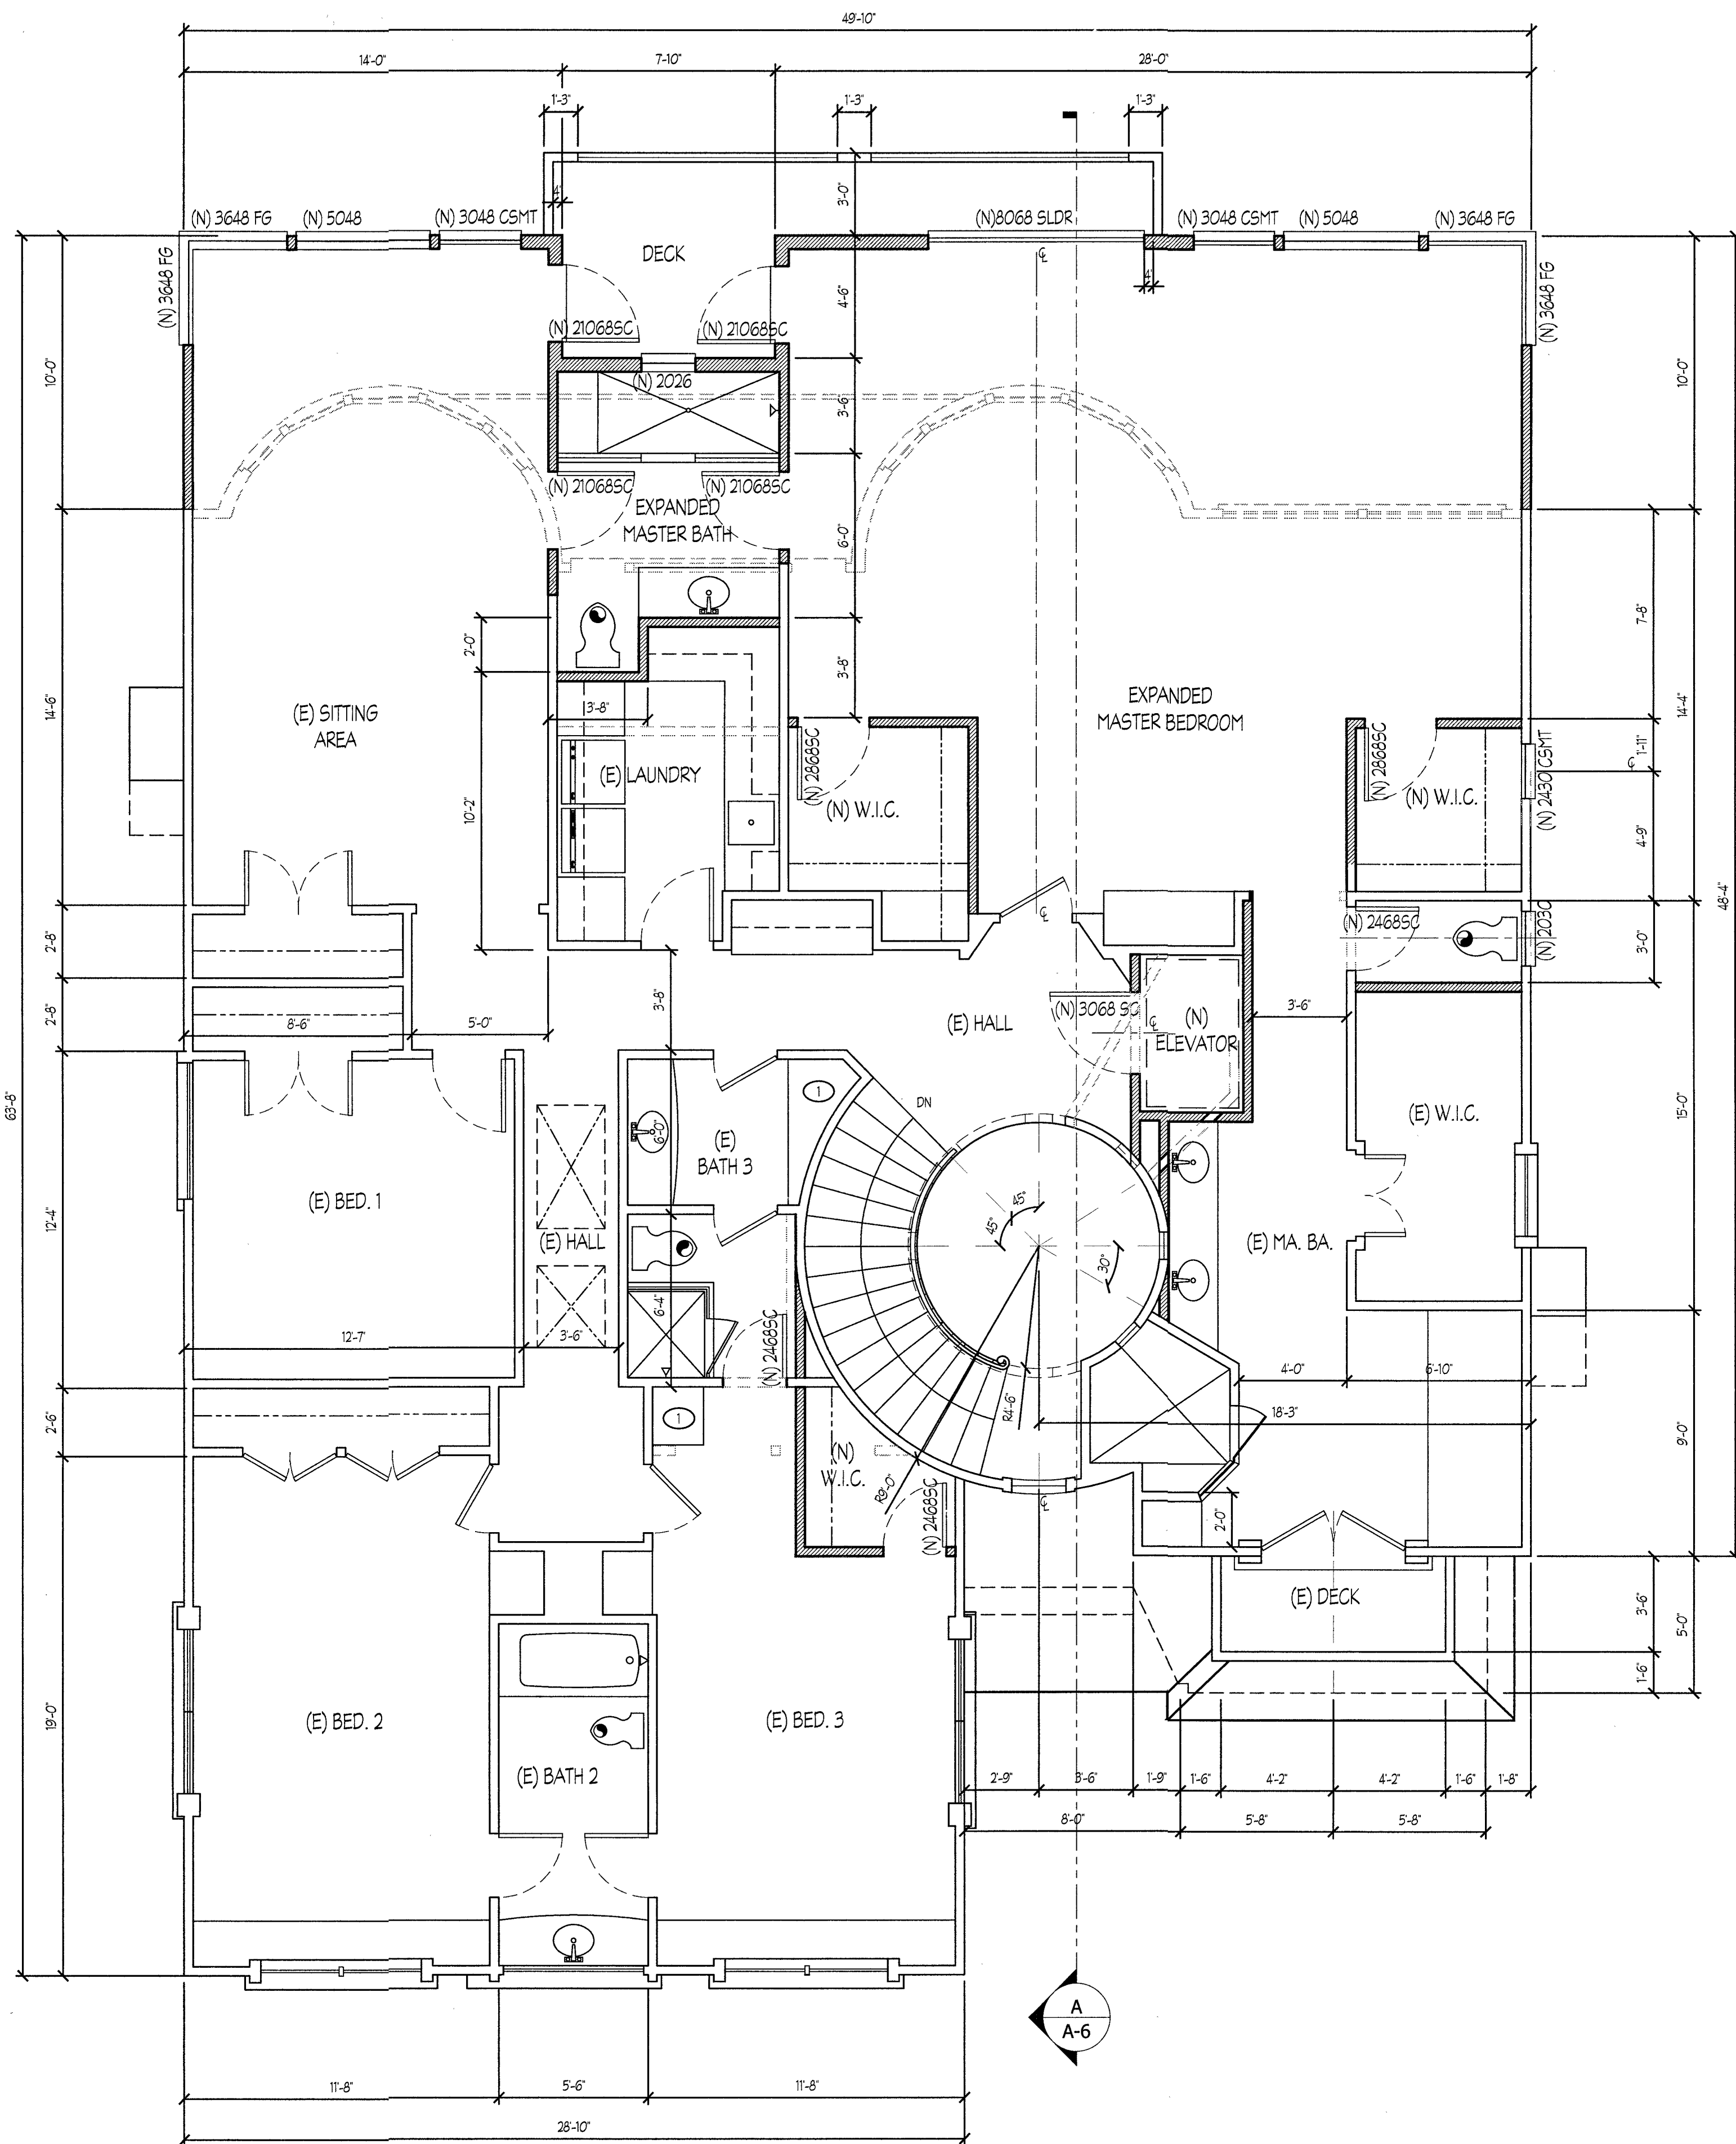 49'-10"
14'-0"
7'-10"
28'-0"
1'-3"
1'-3"
1'-3"
4"
3'-0"
(N) 3648 FG
(N) 5048
(N) 3048 CSMT
(N)8068 SLDR
(N) 3048 CSMT
(N) 5048
(N) 3648 FG
DECK
(N) 3648 FG
(N) 3648 FG
4"
4'-6"
(N) 21068SC
(N) 21068SC
10'-0"
10'-0"
(N) 2026
3'-6"
(N) 21068SC
(N) 21068SC
EXPANDED
MASTER BATH
6'-0"
7'-8"
2'-0"
3'-8"
14'-6"
(E) SITTING
AREA
3'-8"
EXPANDED
MASTER BEDROOM
14'-4"
(E) LAUNDRY
(N) 2868SC
(N) 2868SC
1'-11"
(N) 2430 CSMT
10'-2"
(N) W.I.C.
(N) W.I.C.
4'-9"
48'-4"
(N) 2468SC
(N) 2030
3'-0"
2'-8"
3'-8"
2'-8"
8'-6"
5'-0"
(E) HALL
(N) 3068 SC
(N)
ELEVATOR
3'-6"
63'-8"
1
DN
(E) W.I.C.
15'-0"
6'-0"
(E)
BATH 3
(E) BED. 1
12'-4"
(E) HALL
45°
45°
30°
(E) MA. BA.
6'-4"
(N) 2468SC
12'-7"
3'-6"
4'-0"
6'-10"
R4'-6"
18'-3"
2'-6"
1
(N)
W.I.C.
R9'-0"
(N) 2468SC
9'-0"
2'-0"
(E) DECK
3'-6"
5'-0"
1'-6"
19'-0"
(E) BED. 2
(E) BED. 3
(E) BATH 2
2'-9"
3'-6"
1'-9"
1'-6"
4'-2"
4'-2"
1'-6"
1'-8"
8'-0"
5'-8"
5'-8"
A
A-6
11'-8"
5'-6"
11'-8"
28'-10"